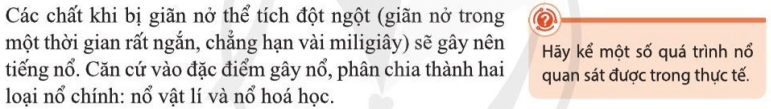 Các chất khi bị giãn nở thể tích đột ngột (giãn nở trong
một thời gian rất ngắn, chẳng hạn vài miligiây) sẽ gây nên
tiếng nổ. Căn cứ vào đặc điểm gây nổ, phân chia thành hai
loại nổ chính: nổ vật lí và nổ hoá học.
?
Hãy kể một số quá trình nổ
quan sát được trong thực tế.